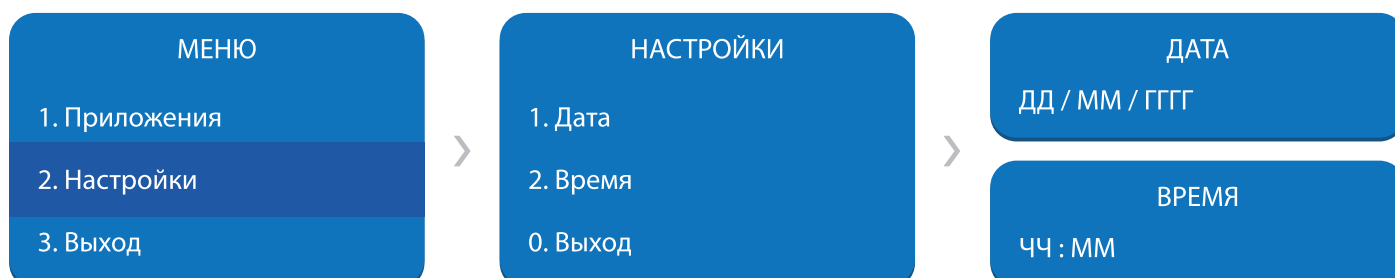 МЕНЮ
1. Приложения
2. Настройки
3. Выход
НАСТРОЙКИ
1. Дата
2. Время
0. Выход
ДАТА
ДД / ММ / ГГГГ
ВРЕМЯ
ЧЧ : ММ